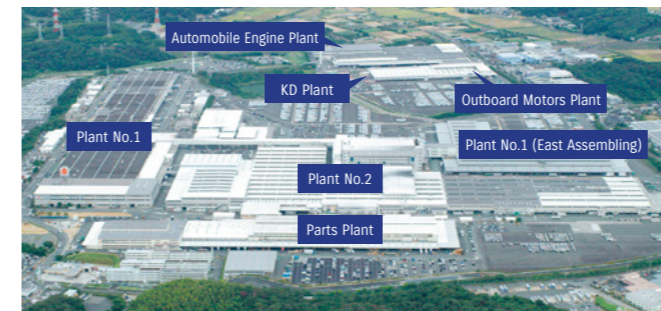 Automobile Engine Plant
KD Plant
Outboard Motors Plant
Plant No.1
Plant No.1 (East Assembling)
Plant No.2
Parts Plant